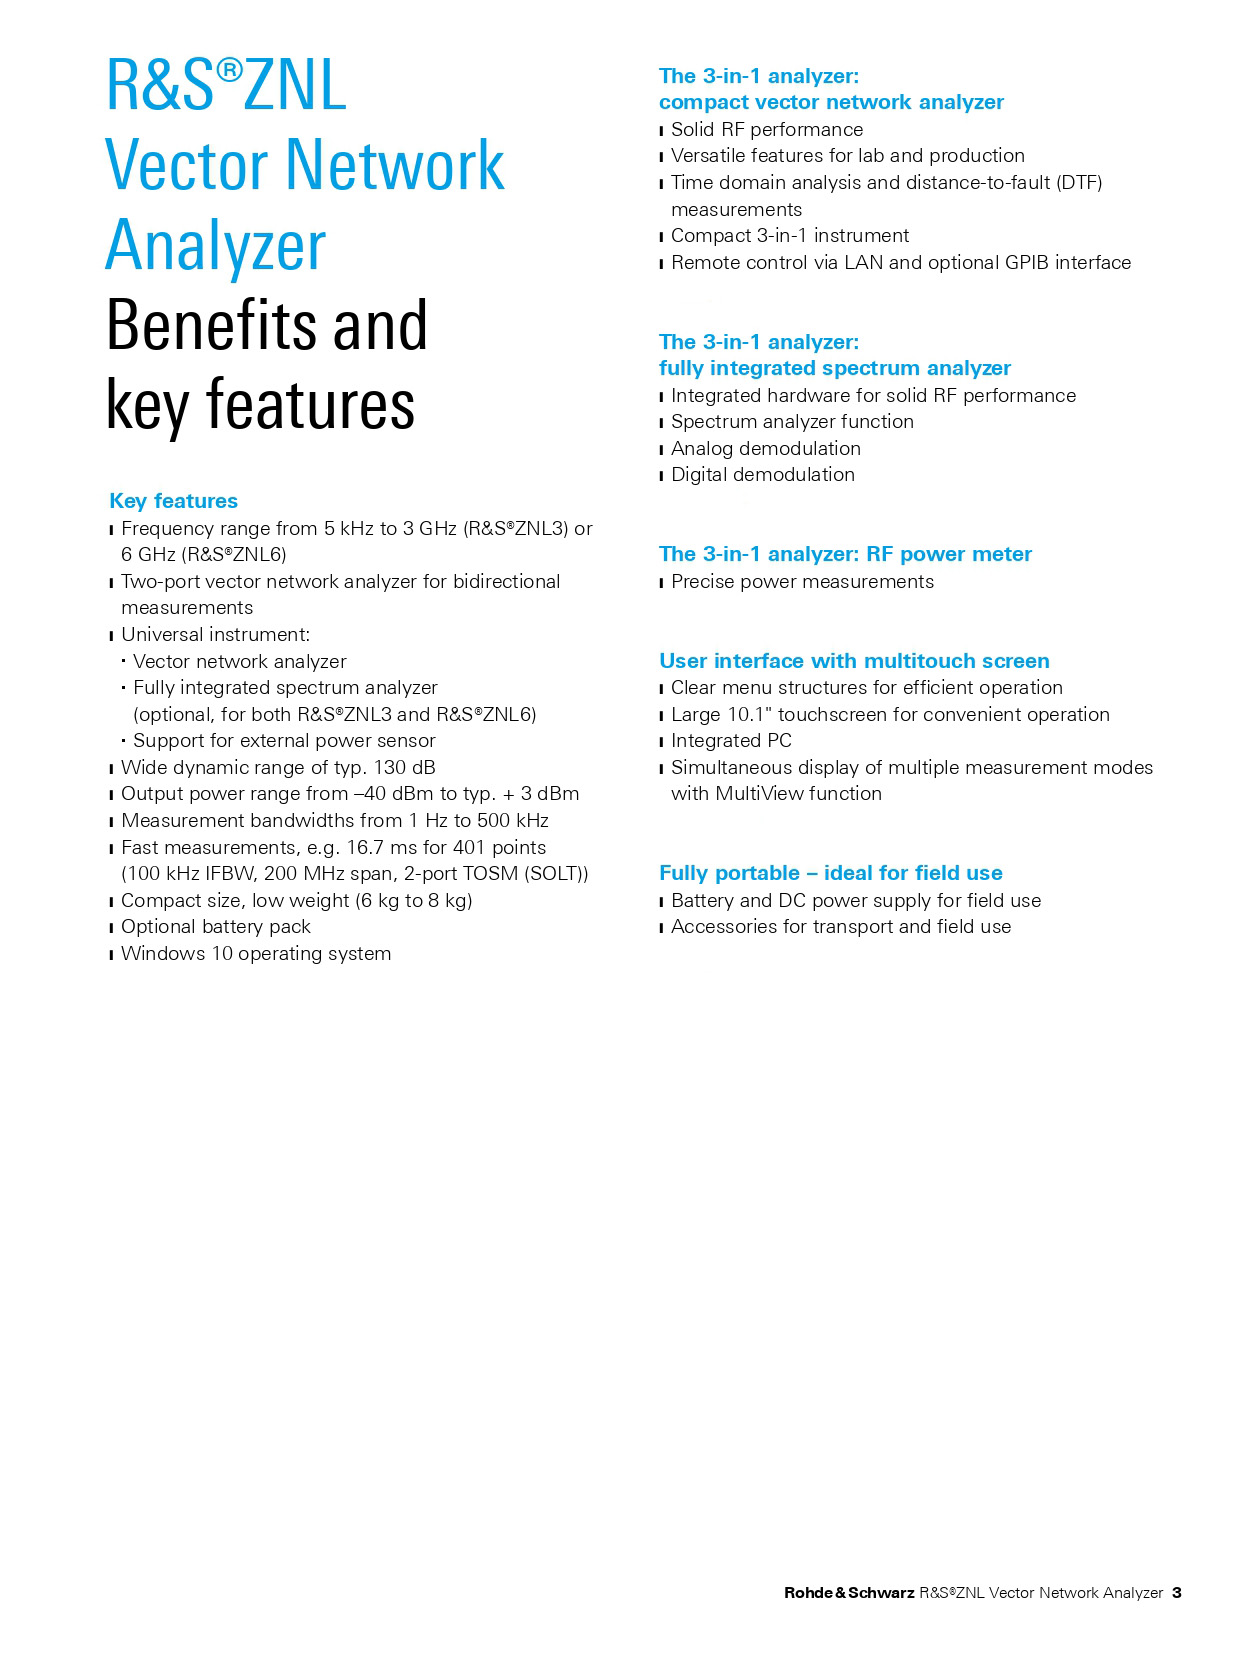 R&S®ZNL
Vector Network
Analyzer
Benefits and
key features
Key features
❙ Frequency range from 5 kHz to 3 GHz (R&S®ZNL3) or
6 GHz (R&S®ZNL6)
❙ Two-port vector network analyzer for bidirectional
measurements
❙ Universal instrument:
· Vector network analyzer
· Fully integrated spectrum analyzer
(optional, for both R&S®ZNL3 and R&S®ZNL6)
· Support for external power sensor
❙ Wide dynamic range of typ. 130 dB
❙ Output power range from –40 dBm to typ. + 3 dBm
❙ Measurement bandwidths from 1 Hz to 500 kHz
❙ Fast measurements, e.g. 16.7 ms for 401 points
(100 kHz IFBW, 200 MHz span, 2-port TOSM (SOLT))
❙ Compact size, low weight (6 kg to 8 kg)
❙ Optional battery pack
❙ Windows 10 operating system
The 3-in-1 analyzer:
compact vector network analyzer
❙ Solid RF performance
❙ Versatile features for lab and production
❙ Time domain analysis and distance-to-fault (DTF)
measurements
❙ Compact 3-in-1 instrument
❙ Remote control via LAN and optional GPIB interface
The 3-in-1 analyzer:
fully integrated spectrum analyzer
❙ Integrated hardware for solid RF performance
❙ Spectrum analyzer function
❙ Analog demodulation
❙ Digital demodulation
The 3-in-1 analyzer: RF power meter
❙ Precise power measurements
User interface with multitouch screen
❙ Clear menu structures for efficient operation
❙ Large 10.1" touchscreen for convenient operation
❙ Integrated PC
❙ Simultaneous display of multiple measurement modes
with MultiView function
Fully portable – ideal for field use
❙ Battery and DC power supply for field use
❙ Accessories for transport and field use
Rohde & Schwarz R&S®ZNL Vector Network Analyzer 3